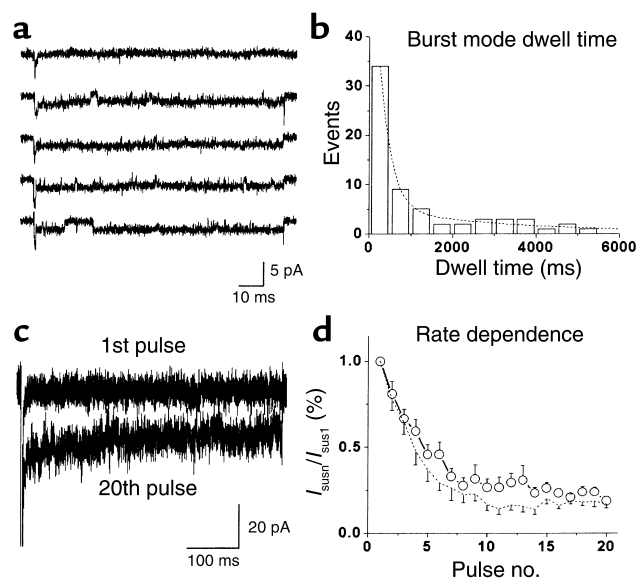 a
5 pA
10 ms
b
Burst mode dwell time
40
30
20
10
0
Events
0
2000
4000
6000
Dwell time (ms)
c
1st pulse
20th pulse
20 pA
100 ms
d
Rate dependence
1.0
0.5
0.0
Isusn/Isus1 (%)
0
5
10
15
20
Pulse no.